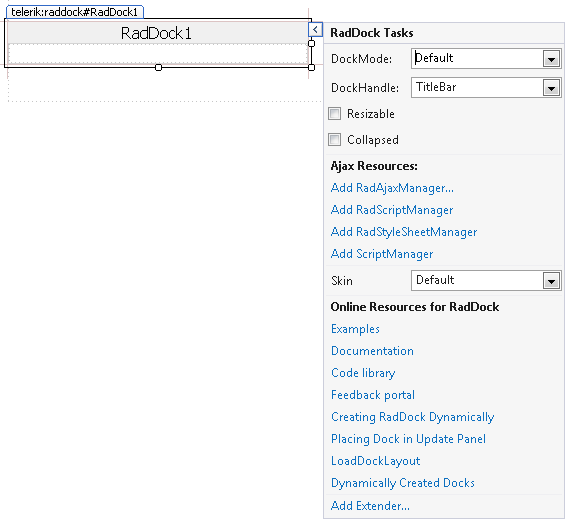 telerik:raddock#RadDock1
RadDock1
RadDock Tasks
DockMode: Default
DockHandle: TitleBar
Resizable
Collapsed
Ajax Resources:
Add RadAjaxManager...
Add RadScriptManager
Add RadStyleSheetManager
Add ScriptManager
Skin Default
Online Resources for RadDock
Examples
Documentation
Code library
Feedback portal
Creating RadDock Dynamically
Placing Dock in Update Panel
LoadDockLayout
Dynamically Created Docks
Add Extender...